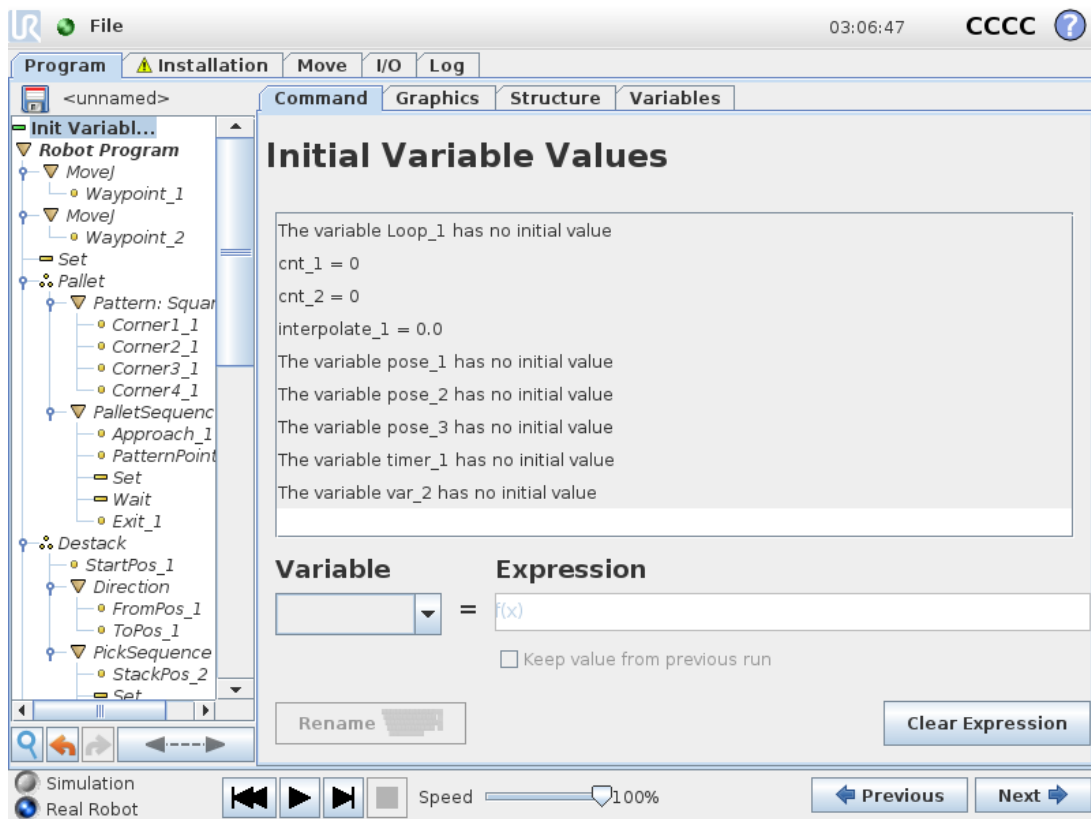 UR File 03:06:47 CCCC ?
Program Installation Move I/O Log
<unnamed>
Command Graphics Structure Variables
Init Variabl...
Robot Program
MoveJ
Waypoint_1
MoveJ
Waypoint_2
Set
Pallet
Pattern: Squar
Corner1_1
Corner2_1
Corner3_1
Corner4_1
PalletSequenc
Approach_1
PatternPoint
Set
Wait
Exit_1
Destack
StartPos_1
Direction
FromPos_1
ToPos_1
PickSequence
StackPos_2
Set
Initial Variable Values
The variable Loop_1 has no initial value
cnt_1 = 0
cnt_2 = 0
interpolate_1 = 0.0
The variable pose_1 has no initial value
The variable pose_2 has no initial value
The variable pose_3 has no initial value
The variable timer_1 has no initial value
The variable var_2 has no initial value
Variable Expression
= f(x)
Keep value from previous run
Rename Clear Expression
Simulation
Real Robot
Speed 100%
Previous Next